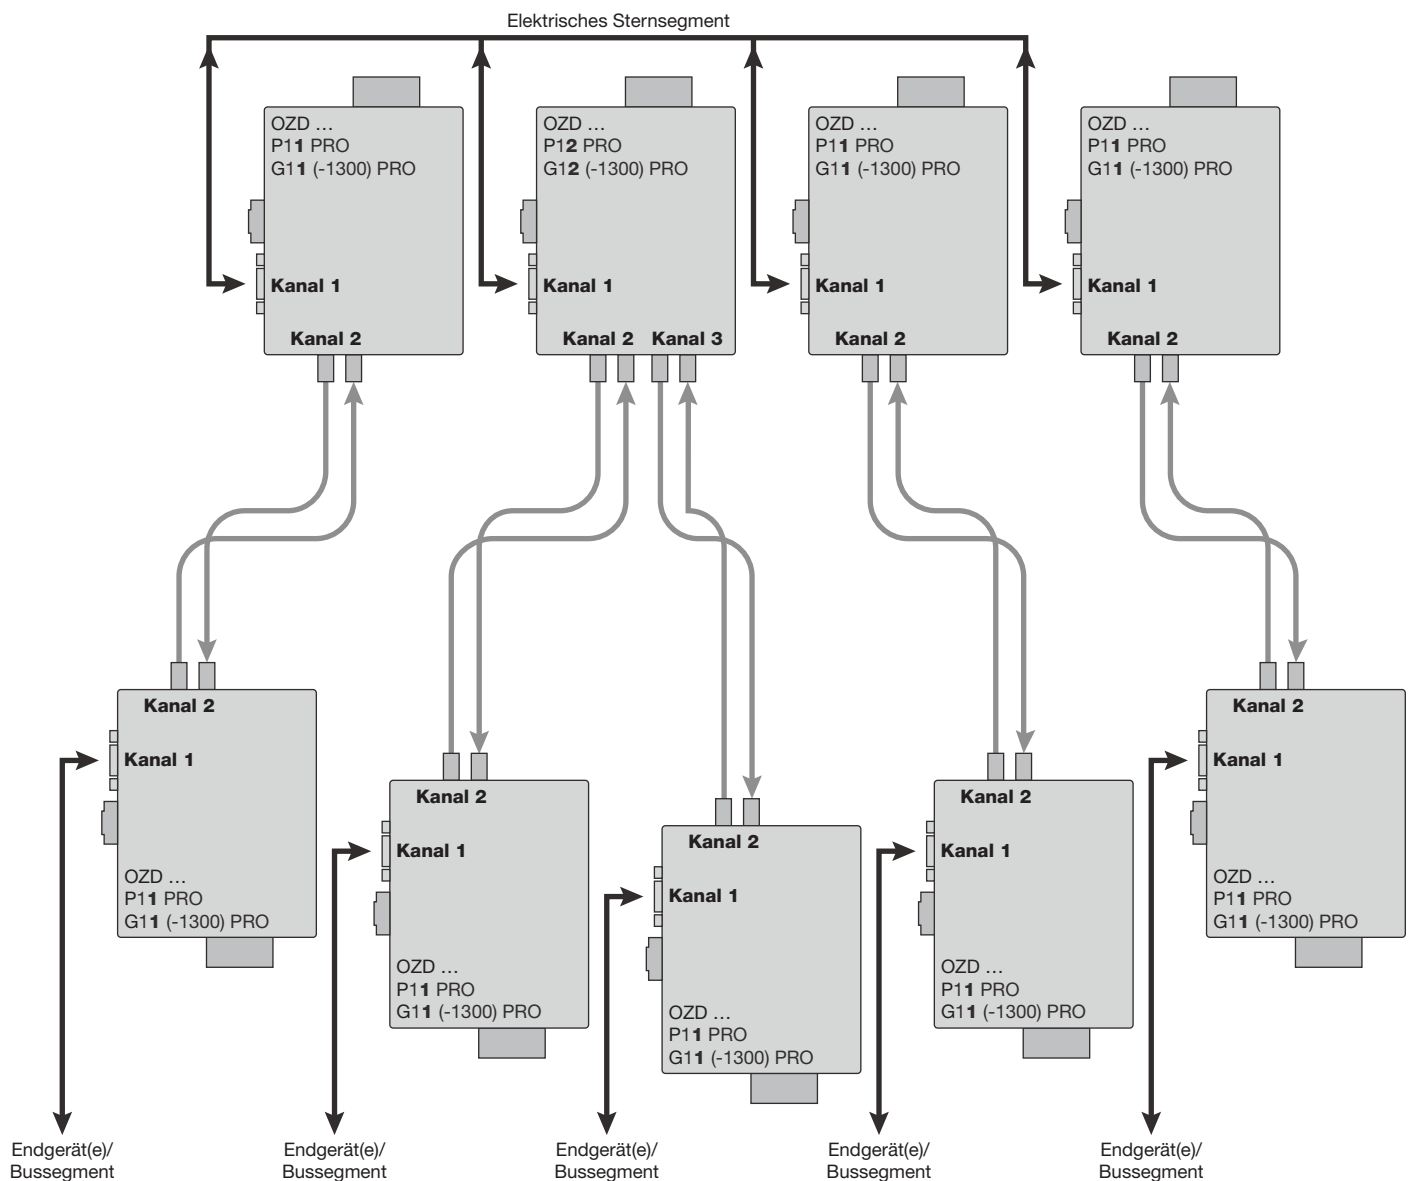 Elektrisches Sternsegment
OZD ...
P11 PRO
G11 (-1300) PRO
Kanal 1
Kanal 2
OZD ...
P12 PRO
G12 (-1300) PRO
Kanal 1
Kanal 2 Kanal 3
OZD ...
P11 PRO
G11 (-1300) PRO
Kanal 1
Kanal 2
OZD ...
P11 PRO
G11 (-1300) PRO
Kanal 1
Kanal 2
Kanal 2
Kanal 1
OZD ...
P11 PRO
G11 (-1300) PRO
Kanal 2
Kanal 1
OZD ...
P11 PRO
G11 (-1300) PRO
Kanal 2
Kanal 1
OZD ...
P11 PRO
G11 (-1300) PRO
Kanal 2
Kanal 1
OZD ...
P11 PRO
G11 (-1300) PRO
Kanal 2
Kanal 1
OZD ...
P11 PRO
G11 (-1300) PRO
Endgerät(e)/
Bussegment
Endgerät(e)/
Bussegment
Endgerät(e)/
Bussegment
Endgerät(e)/
Bussegment
Endgerät(e)/
Bussegment